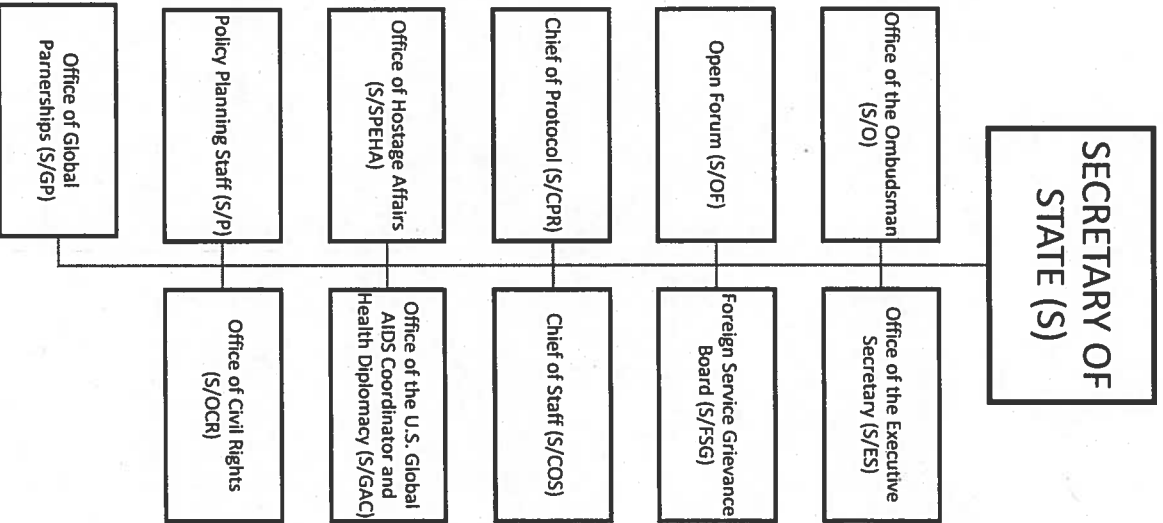 SECRETARY OF
STATE (S)
Office of the Ombudsman
(S/O)
Office of the Executive
Secretary (S/ES)
Open Forum (S/OF)
Foreign Service Grievance
Board (S/FSG)
Chief of Protocol (S/CPR)
Chief of Staff (S/COS)
Office of Hostage Affairs
(S/SPEHA)
Office of the U.S. Global
AIDS Coordinator and
Health Diplomacy (S/GAC)
Policy Planning Staff (S/P)
Office of Civil Rights
(S/OCR)
Office of Global
Parnerships (S/GP)